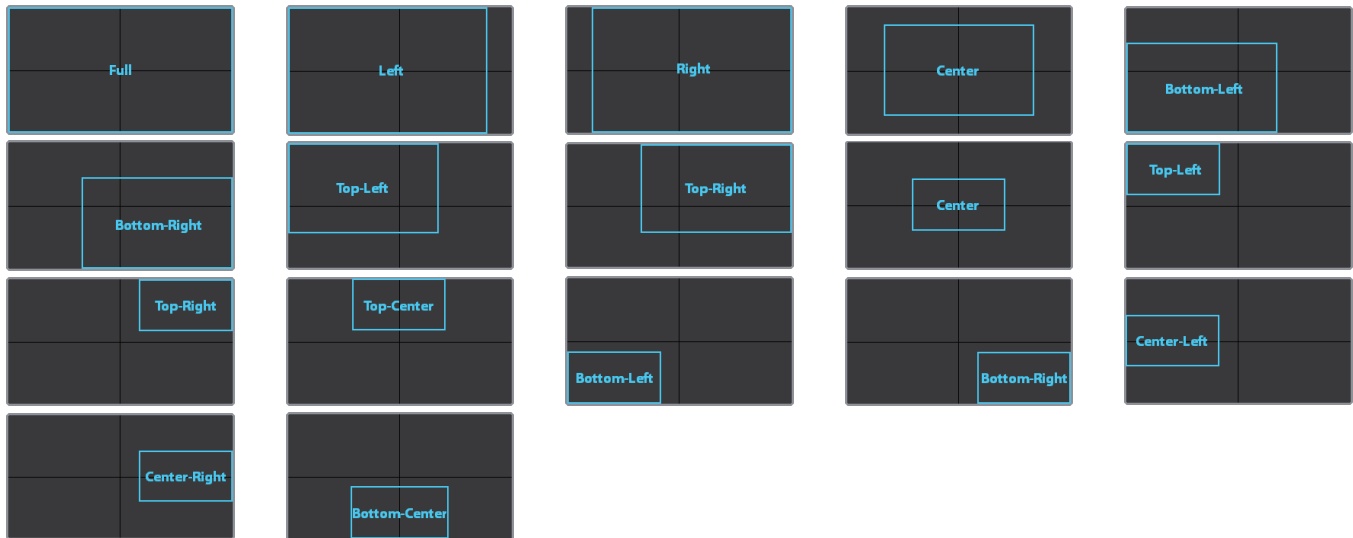 Full
Left
Right
Center
Bottom-Left
Bottom-Right
Top-Left
Top-Right
Center
Top-Left
Top-Right
Top-Center
Bottom-Left
Bottom-Right
Center-Left
Center-Right
Bottom-Center